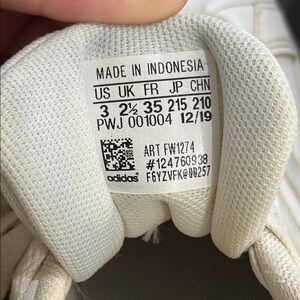 MADE IN INDONESIA
US UK FR JP CHN
3 2½ 35 215 210
PWJ 001004 12/19
ART FW1274
#124760938
adidas F6YZVFK@00257